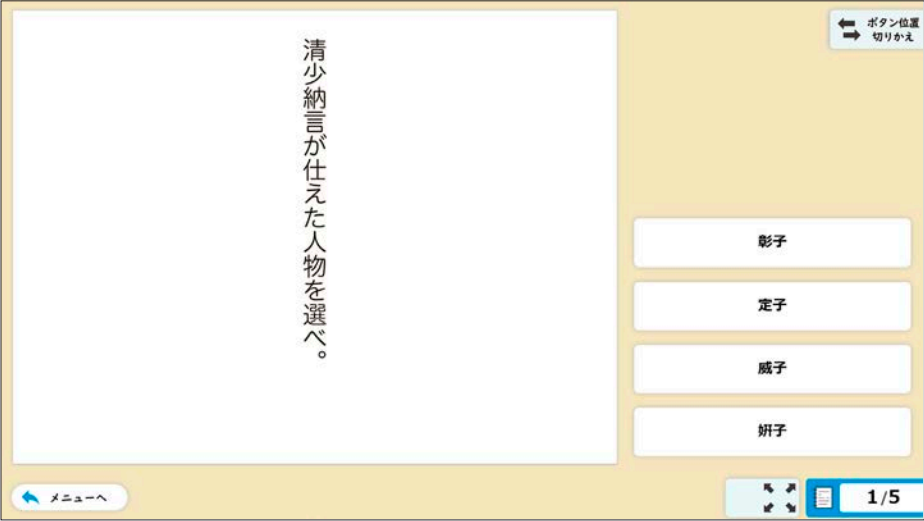 清少納言が仕えた人物を選べ。
ボタン位置
切りかえ
彰子
定子
威子
妍子
メニューへ
1/5